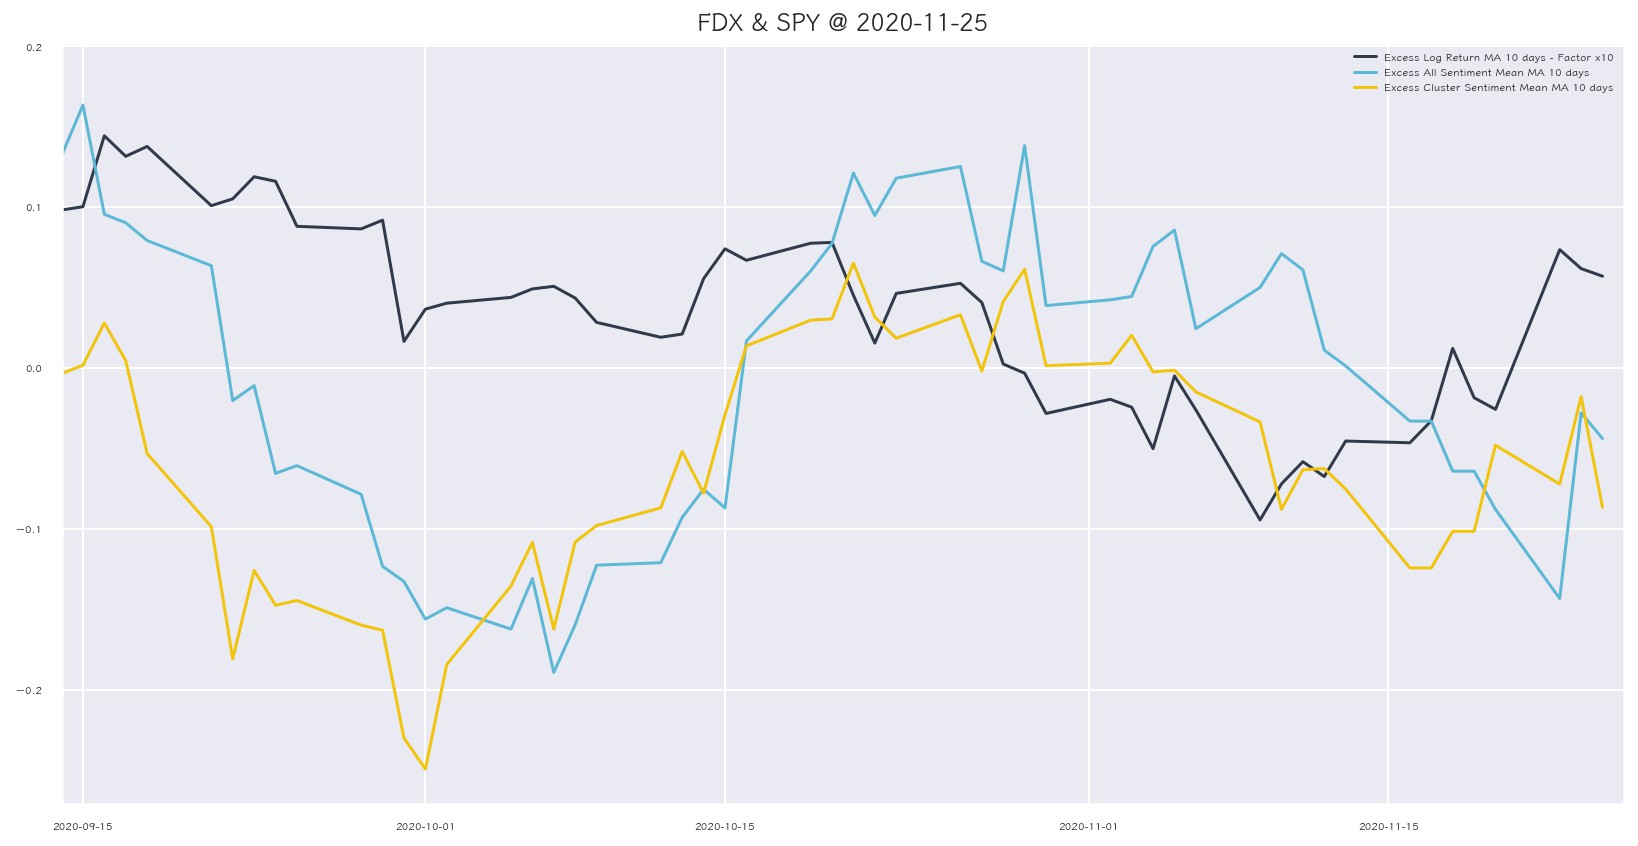 FDX & SPY @ 2020-11-25
0.2
0.1
0.0
−0.1
−0.2
Excess Log Return MA 10 days - Factor x10
Excess All Sentiment Mean MA 10 days
Excess Cluster Sentiment Mean MA 10 days
2020-09-15
2020-10-01
2020-10-15
2020-11-01
2020-11-15